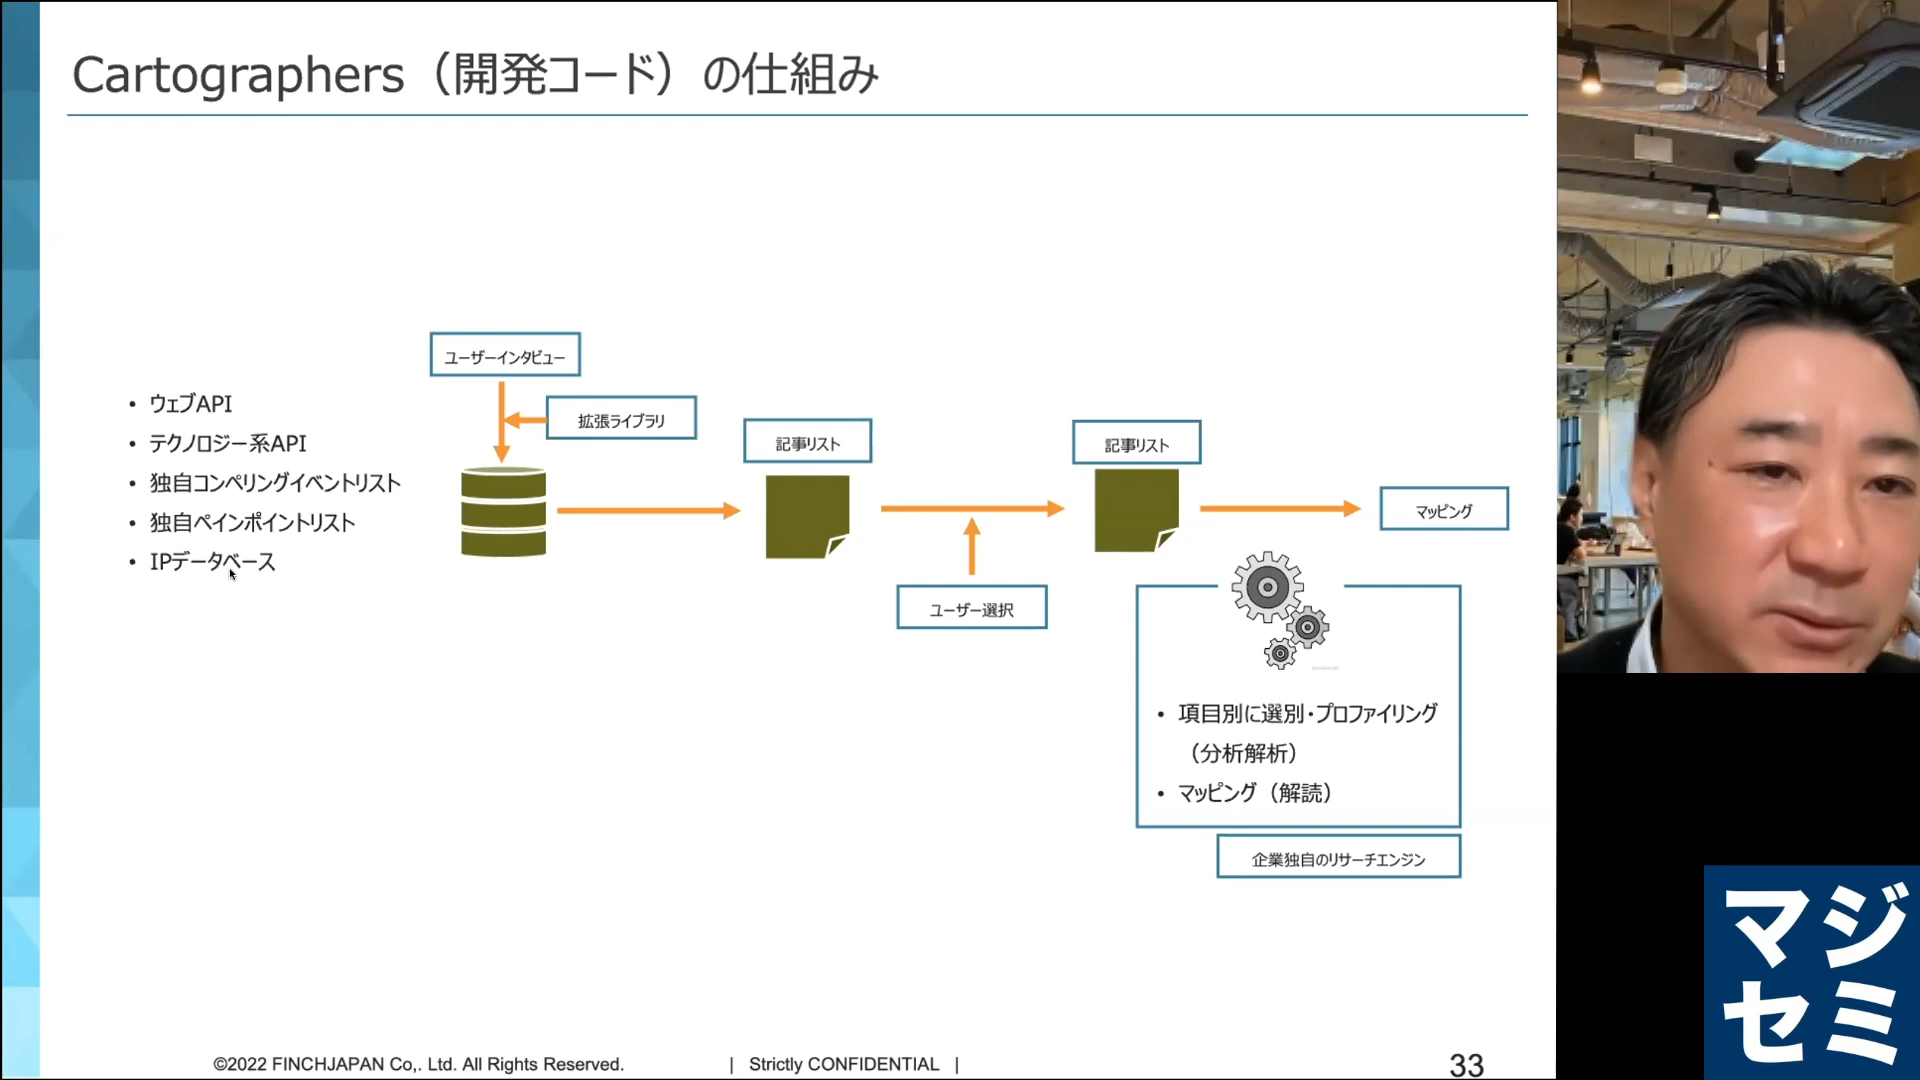 Cartographers（開発コード）の仕組み
ユーザーインタビュー
拡張ライブラリ
• ウェブAPI
• テクノロジー系API
• 独自コンペリングイベントリスト
• 独自ペインポイントリスト
• IPデータベース
記事リスト
ユーザー選択
記事リスト
マッピング
• 項目別に選別・プロファイリング
（分析解析）
• マッピング（解読）
企業独自のリサーチエンジン
©2022 FINCHJAPAN Co,. Ltd. All Rights Reserved. | Strictly CONFIDENTIAL |
33
マジ
セミ